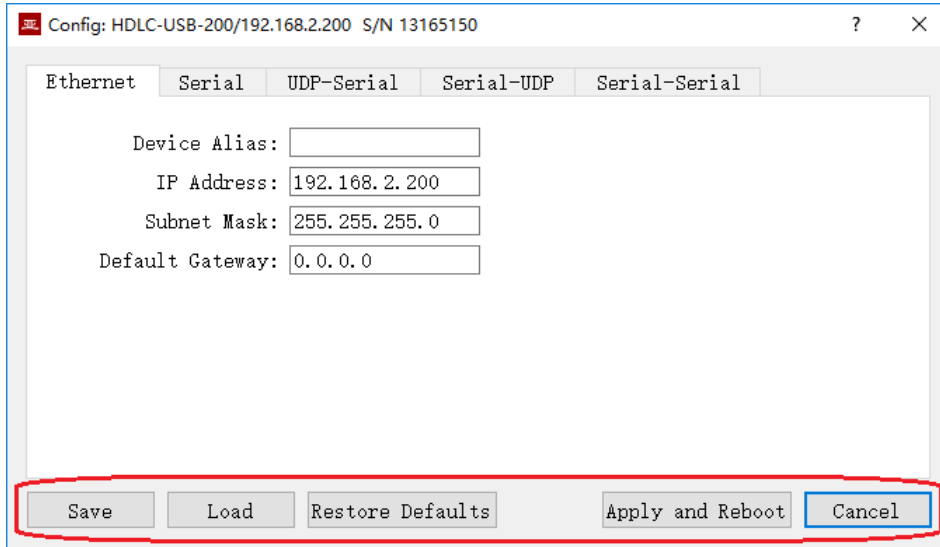 亚 Config: HDLC-USB-200/192.168.2.200 S/N 13165150 ?
Ethernet Serial UDP-Serial Serial-UDP Serial-Serial
Device Alias:
IP Address: 192.168.2.200
Subnet Mask: 255.255.255.0
Default Gateway: 0.0.0.0
Save Load Restore Defaults Apply and Reboot Cancel